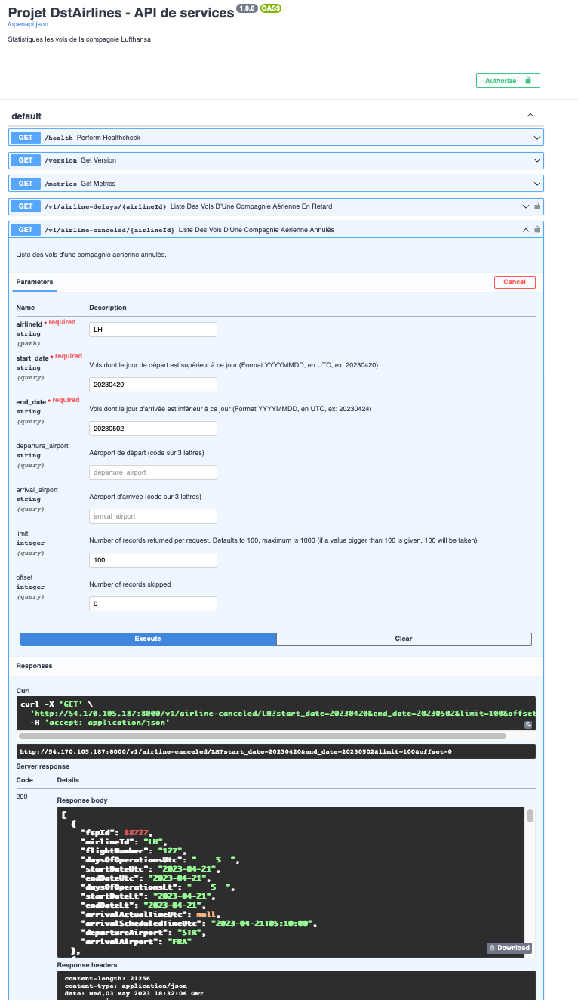 Projet DstAirlines - API de services 1.0.0 OAS3
/openapi.json
Statistiques les vols de la compagnie Lufthansa
Authorize
default
GET /health Perform Healthcheck
GET /version Get Version
GET /metrics Get Metrics
GET /v1/airline-delays/{airlineId} Liste Des Vols D'Une Compagnie Aérienne En Retard
GET /v1/airline-canceled/{airlineId} Liste Des Vols D'Une Compagnie Aérienne Annulés
Liste des vols d'une compagnie aérienne annulés.
Parameters Cancel
Name Description
airlineId * required
string
(path)
LH
start_date * required
string
(query)
Vols dont le jour de départ est supérieur à ce jour (Format YYYYMMDD, en UTC, ex: 20230420)
20230420
end_date * required
string
(query)
Vols dont le jour d'arrivée est inférieur à ce jour (Format YYYYMMDD, en UTC, ex: 20230424)
20230502
departure_airport
string
(query)
Aéroport de départ (code sur 3 lettres)
departure_airport
arrival_airport
string
(query)
Aéroport d'arrivée (code sur 3 lettres)
arrival_airport
limit
integer
(query)
Number of records returned per request. Defaults to 100, maximum is 1000 (if a value bigger than 100 is given, 100 will be taken)
100
offset
integer
(query)
Number of records skipped
0
Execute Clear
Responses
Curl
curl -X 'GET' \
'http://54.170.105.187:8000/v1/airline-canceled/LH?start_date=20230420&end_date=20230502&limit=100&offset
-H 'accept: application/json'
http://54.170.105.187:8000/v1/airline-canceled/LH?start_date=20230420&end_date=20230502&limit=100&offset=0
Server response
Code Details
200
Response body
[
{
"fspId": 88727,
"airlineId": "LH",
"flightNumber": "127",
"daysOfOperationsUtc": "    5  ",
"startDateUtc": "2023-04-21",
"endDateUtc": "2023-04-21",
"daysOfOperationsLt": "    5  ",
"startDateLt": "2023-04-21",
"endDateLt": "2023-04-21",
"arrivalActualTimeUtc": null,
"arrivalScheduledTimeUtc": "2023-04-21T05:10:00",
"departureAirport": "STR",
"arrivalAirport": "FRA"
},
Download
Response headers
content-length: 21256
content-type: application/json
date: Wed,03 May 2023 18:32:06 GMT